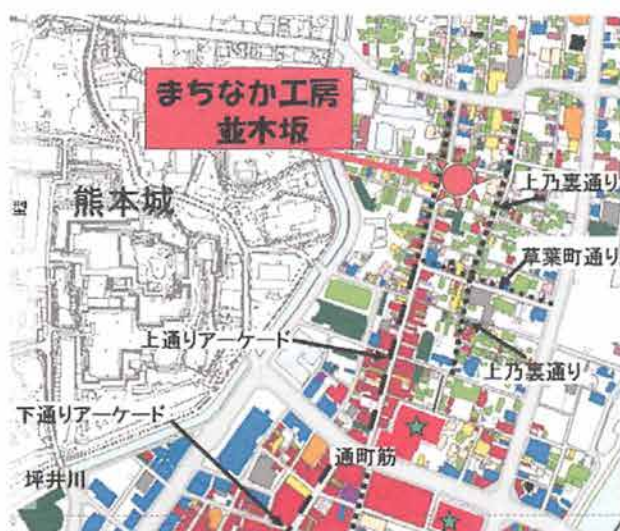 まちなか工房
並木坂
熊本城
上乃裏通り
草葉町通り
上通りアーケード
上乃裏通り
下通りアーケード
通町筋
坪井川